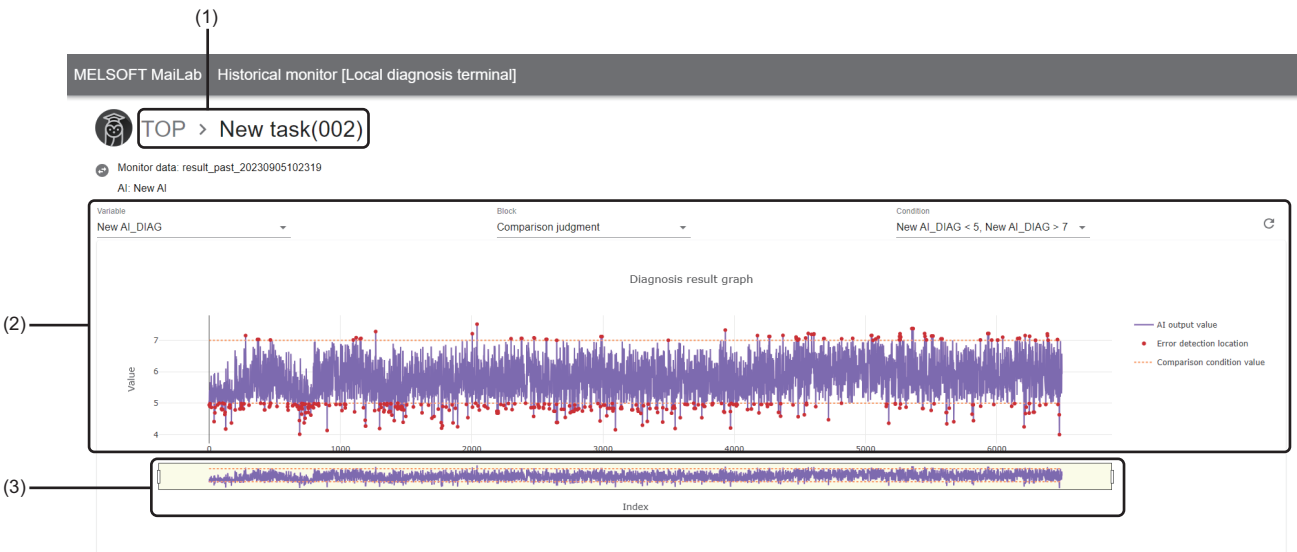 (1)
MELSOFT MaiLab Historical monitor [Local diagnosis terminal]
TOP > New task(002)
Monitor data: result_past_20230905102319
AI: New AI
Variable Block Condition
New AI_DIAG Comparison judgment New AI_DIAG < 5, New AI_DIAG > 7
Diagnosis result graph
(2)
AI output value
Error detection location
Comparison condition value
Value
7
6
5
4
0 1000 2000 3000 4000 5000 6000
(3)
Index